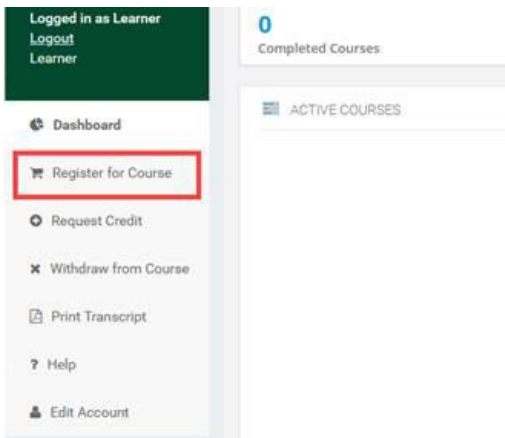 Logged in as Learner
Logout
Learner
Dashboard
Register for Course
Request Credit
Withdraw from Course
Print Transcript
Help
Edit Account
0
Completed Courses
ACTIVE COURSES